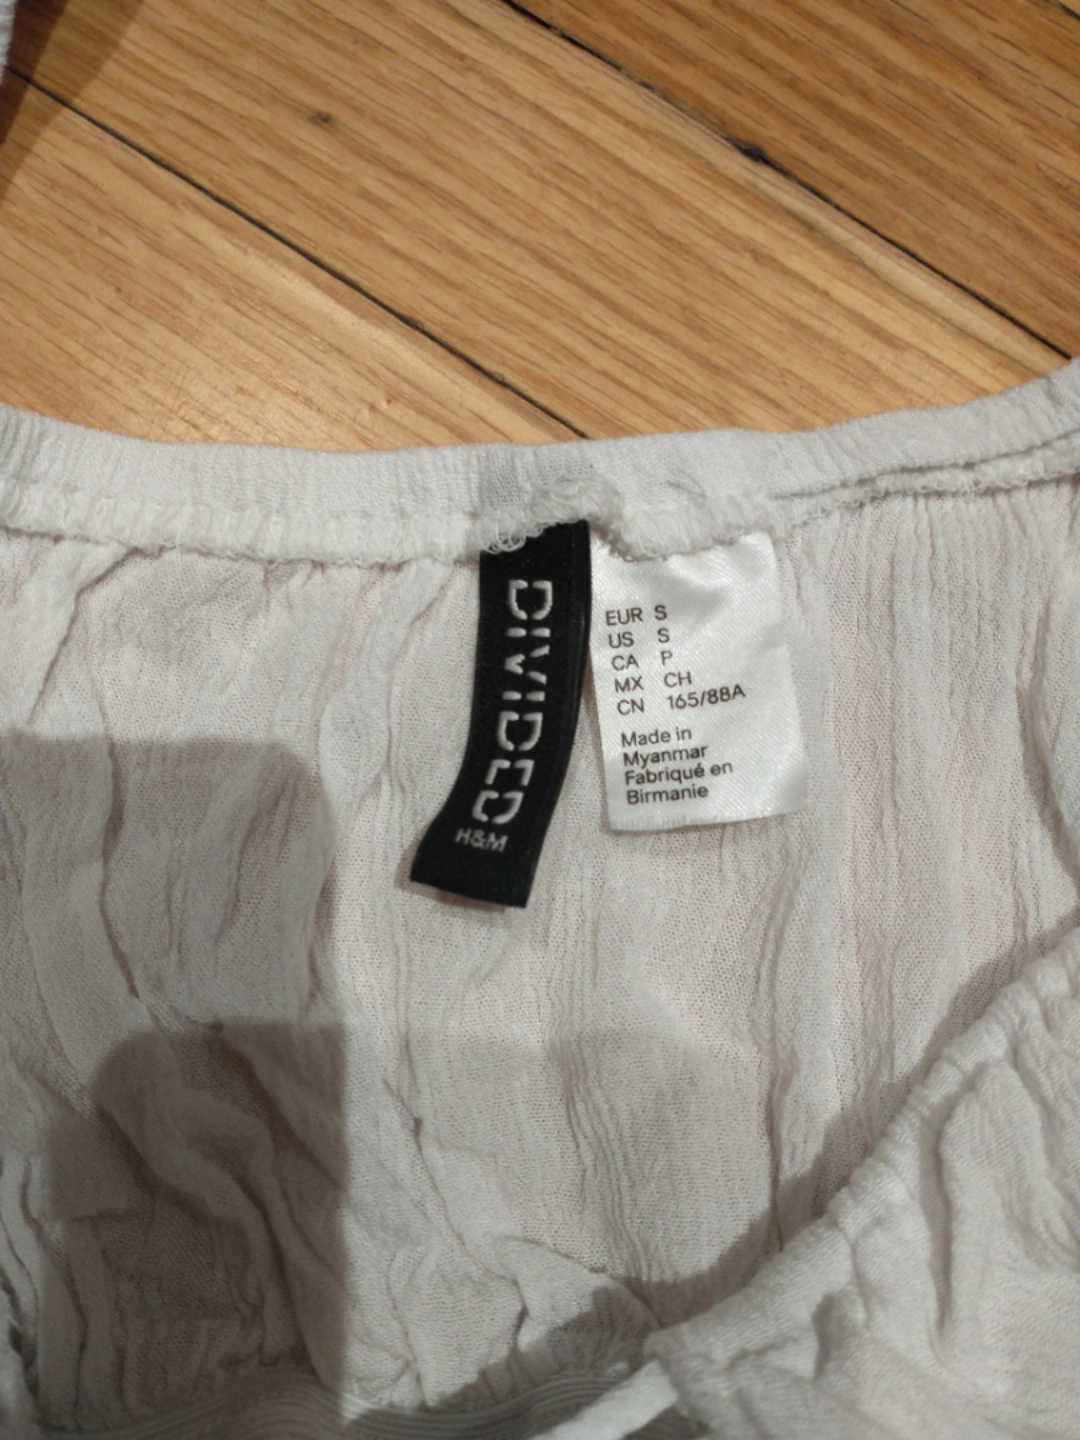 DIVIDED
H&M
EUR S
US S
CA P
MX CH
CN 165/88A
Made in
Myanmar
Fabriqué en
Birmanie